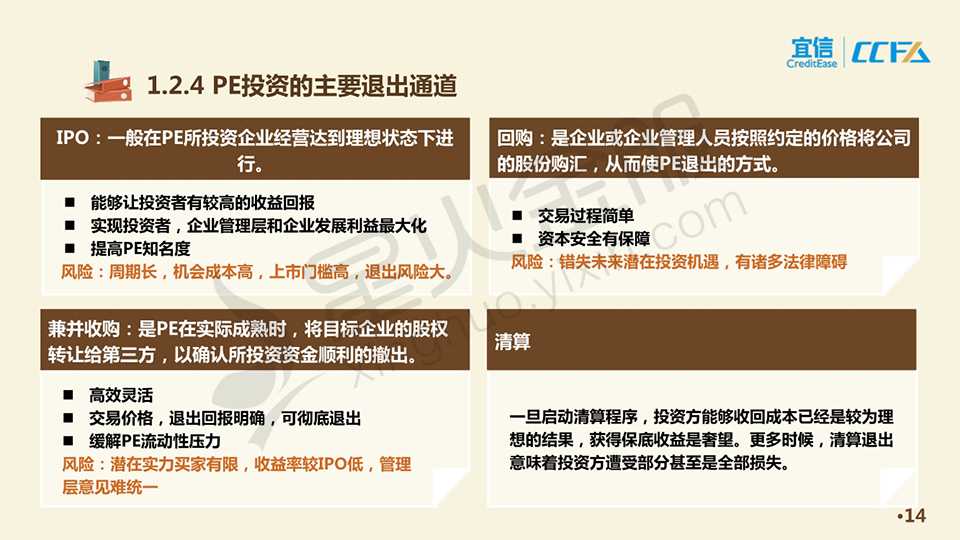 宜信
CreditEase
CCFA
1.2.4 PE投资的主要退出通道
IPO：一般在PE所投资企业经营达到理想状态下进
行。
■ 能够让投资者有较高的收益回报
■ 实现投资者，企业管理层和企业发展利益最大化
■ 提高PE知名度
风险：周期长，机会成本高，上市门槛高，退出风险大。
回购：是企业或企业管理人员按照约定的价格将公司
的股份购汇，从而使PE退出的方式。
■ 交易过程简单
■ 资本安全有保障
风险：错失未来潜在投资机遇，有诸多法律障碍
兼并收购：是PE在实际成熟时，将目标企业的股权
转让给第三方，以确认所投资资金顺利的撤出。
■ 高效灵活
■ 交易价格，退出回报明确，可彻底退出
■ 缓解PE流动性压力
风险：潜在实力买家有限，收益率较IPO低，管理
层意见难统一
清算
一旦启动清算程序，投资方能够收回成本已经是较为理
想的结果，获得保底收益是奢望。更多时候，清算退出
意味着投资方遭受部分甚至是全部损失。
星火金服
xinghuo.yixin.com
•14